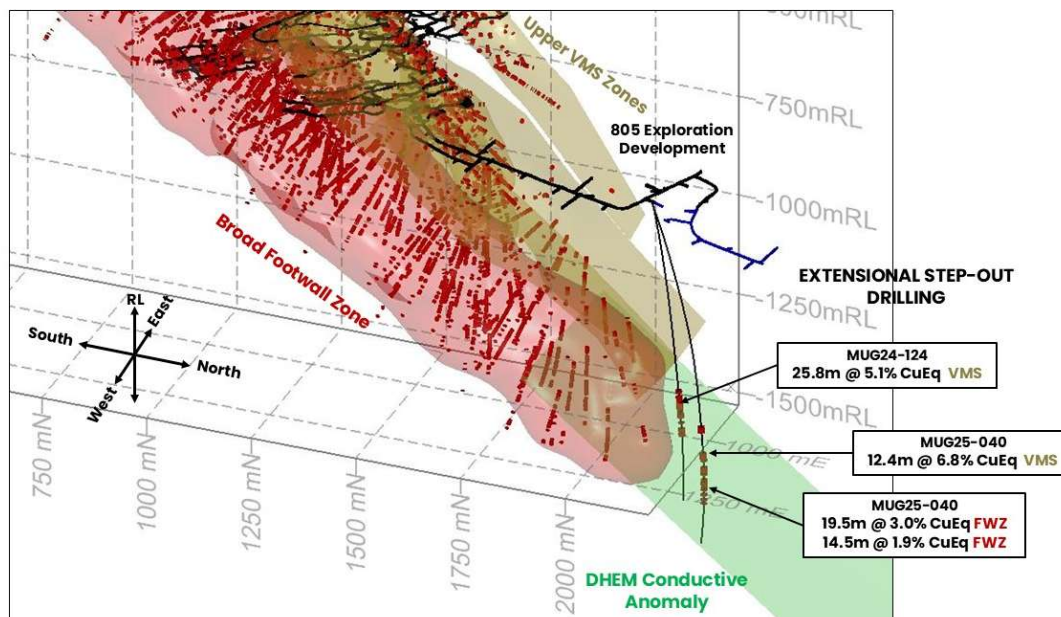 Upper VMS Zones
-750mRL
805 Exploration
Development
-1000mRL
Broad Footwall Zone
-1250mRL
EXTENSIONAL STEP-OUT
DRILLING
RL
East
South
North
West
MUG24-124
25.8m @ 5.1% CuEq VMS
-1500mRL
1000 mE
MUG25-040
12.4m @ 6.8% CuEq VMS
1250 mE
MUG25-040
19.5m @ 3.0% CuEq FWZ
14.5m @ 1.9% CuEq FWZ
750 mN
1000 mN
1250 mN
1500 mN
1750 mN
2000 mN
DHEM Conductive
Anomaly